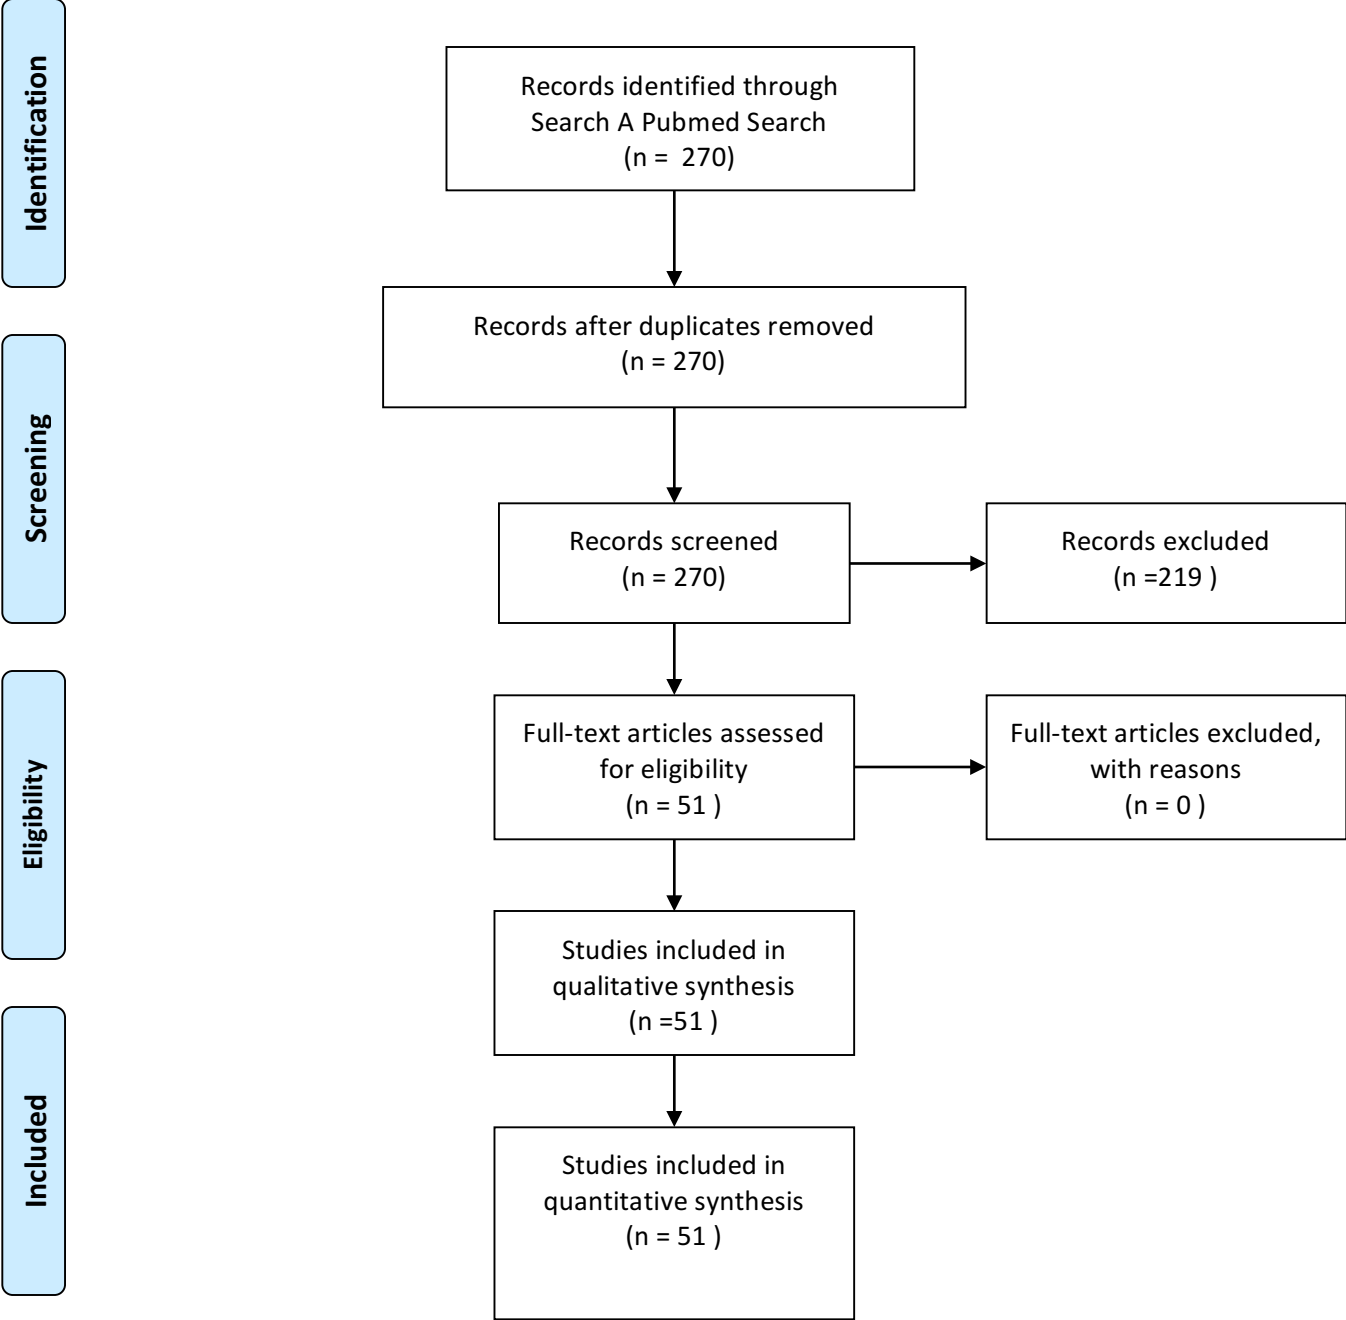 Identification
Records identified through
Search A Pubmed Search
(n =  270)
Records after duplicates removed
(n = 270)
Screening
Records screened
(n = 270)
Records excluded
(n =219 )
Eligibility
Full-text articles assessed
for eligibility
(n = 51 )
Full-text articles excluded,
with reasons
(n = 0 )
Studies included in
qualitative synthesis
(n =51 )
Included
Studies included in
quantitative synthesis
(n = 51 )